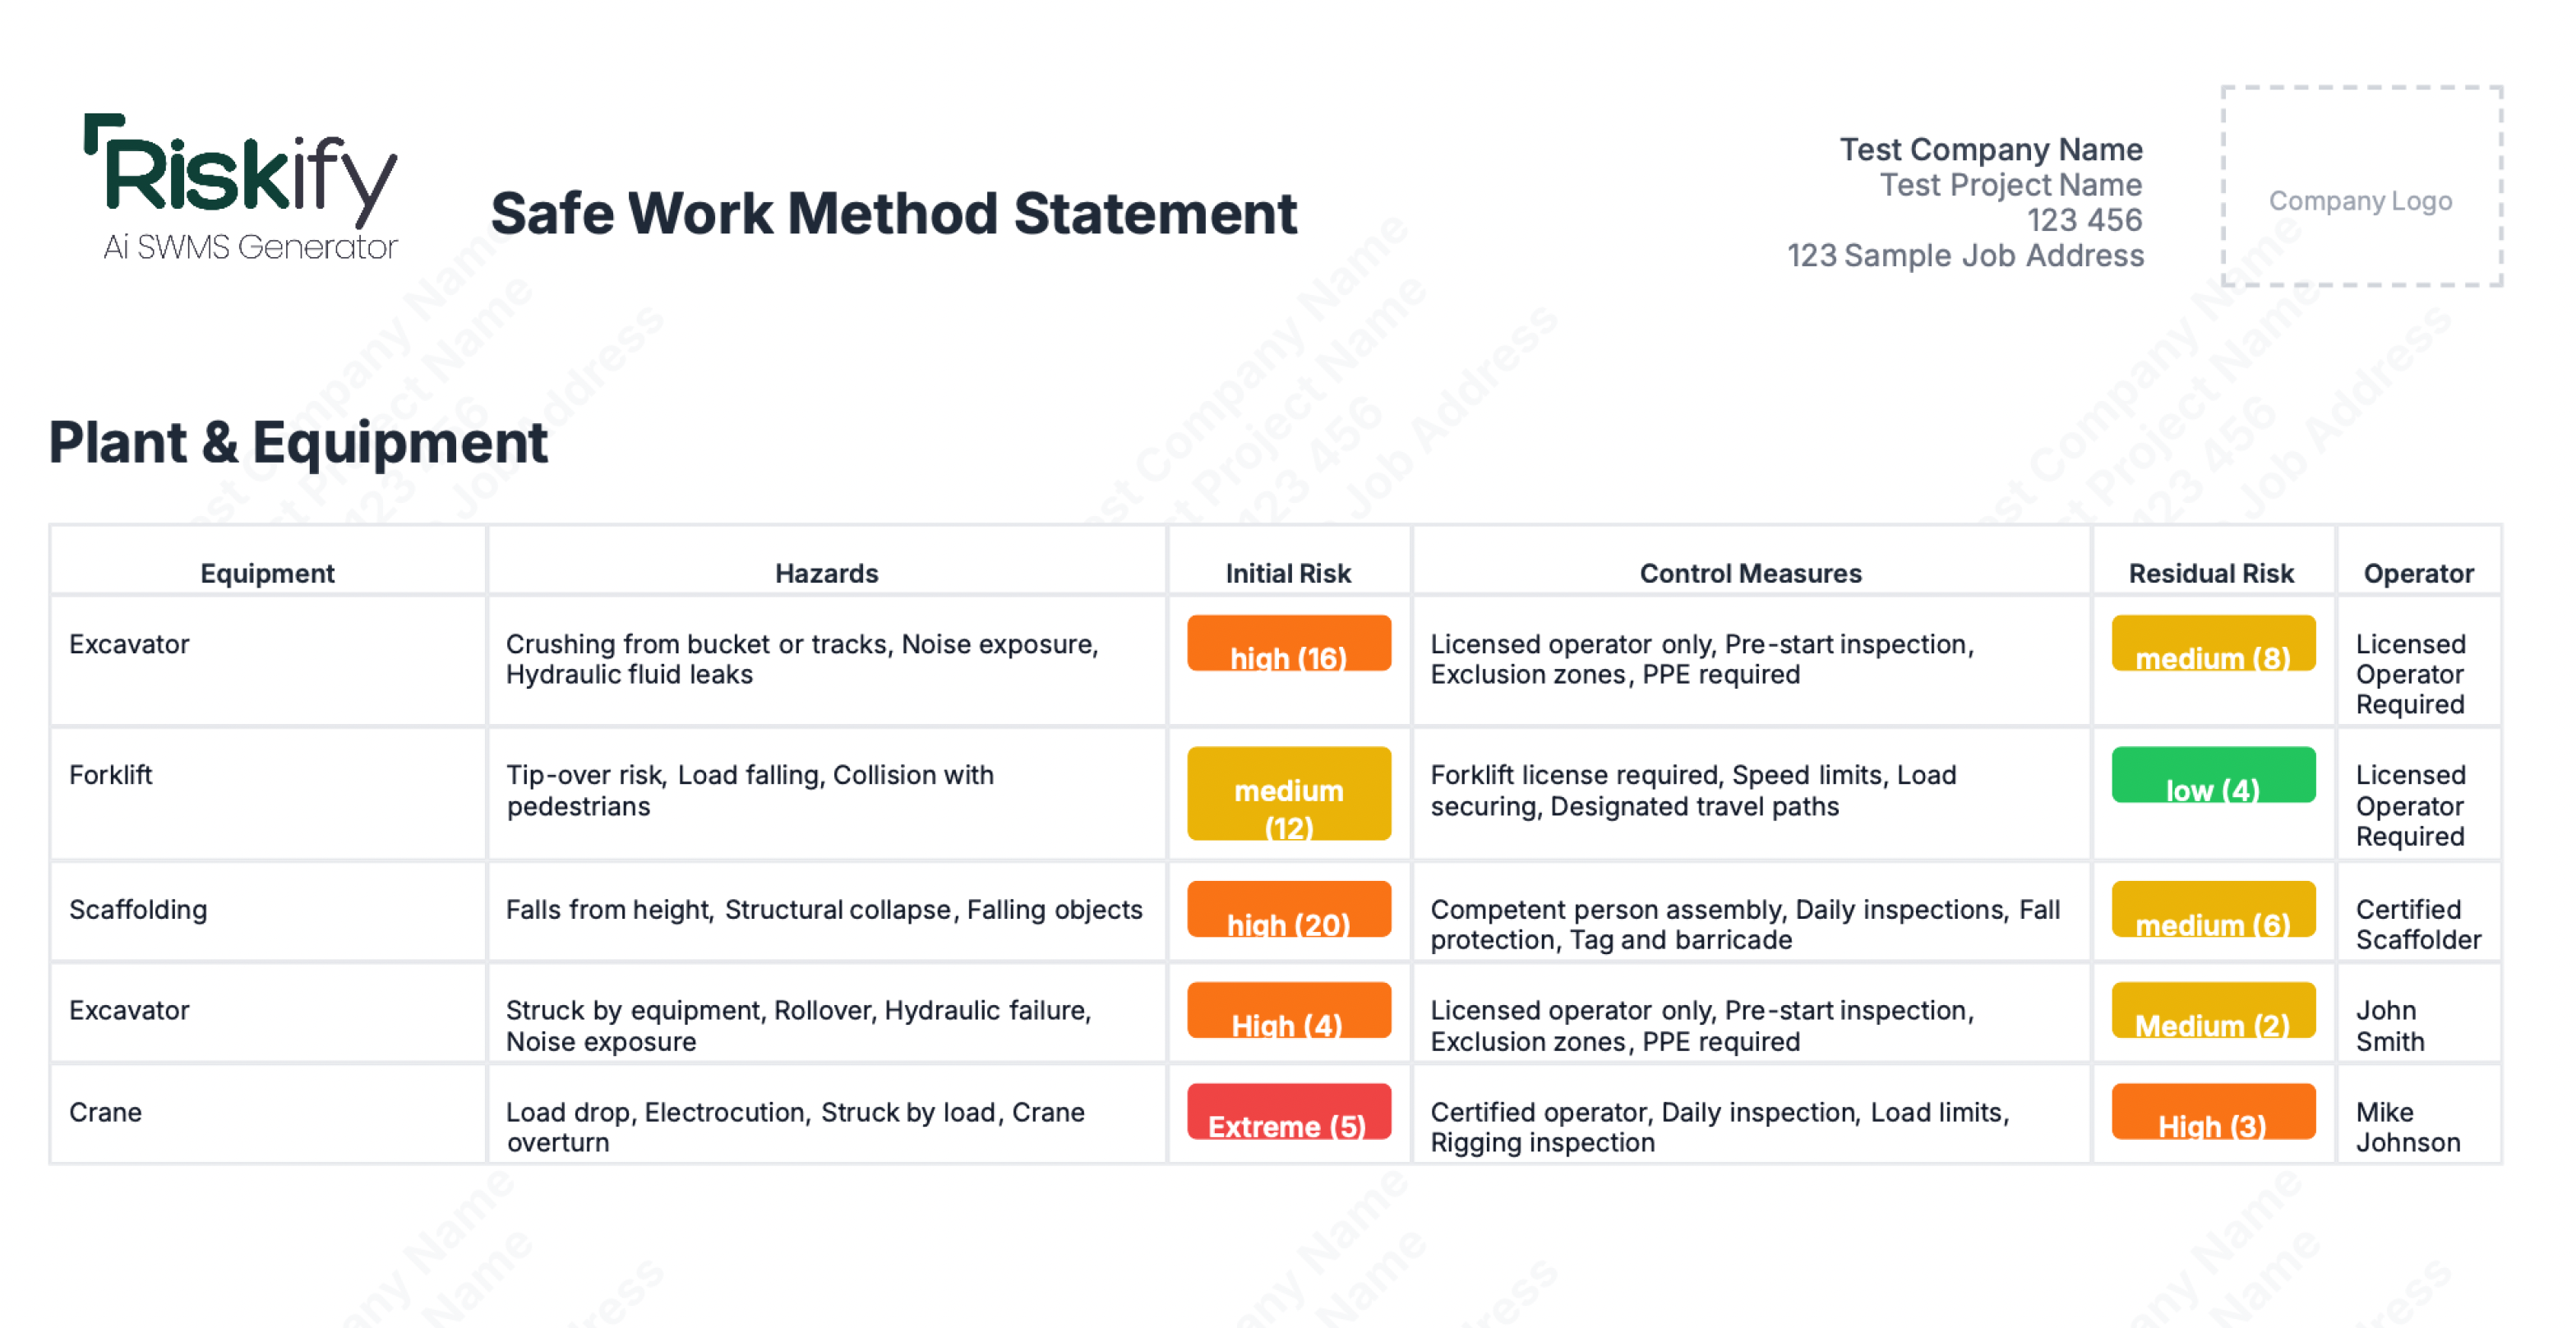 Riskify
Ai SWMS Generator
Safe Work Method Statement
Test Company Name
Test Project Name
123 456
123 Sample Job Address
Company Logo
Plant & Equipment
Equipment
Hazards
Initial Risk
Control Measures
Residual Risk
Operator
Excavator
Crushing from bucket or tracks, Noise exposure,
Hydraulic fluid leaks
high (16)
Licensed operator only, Pre-start inspection,
Exclusion zones, PPE required
medium (8)
Licensed
Operator
Required
Forklift
Tip-over risk, Load falling, Collision with
pedestrians
medium
(12)
Forklift license required, Speed limits, Load
securing, Designated travel paths
low (4)
Licensed
Operator
Required
Scaffolding
Falls from height, Structural collapse, Falling objects
high (20)
Competent person assembly, Daily inspections, Fall
protection, Tag and barricade
medium (6)
Certified
Scaffolder
Excavator
Struck by equipment, Rollover, Hydraulic failure,
Noise exposure
High (4)
Licensed operator only, Pre-start inspection,
Exclusion zones, PPE required
Medium (2)
John
Smith
Crane
Load drop, Electrocution, Struck by load, Crane
overturn
Extreme (5)
Certified operator, Daily inspection, Load limits,
Rigging inspection
High (3)
Mike
Johnson